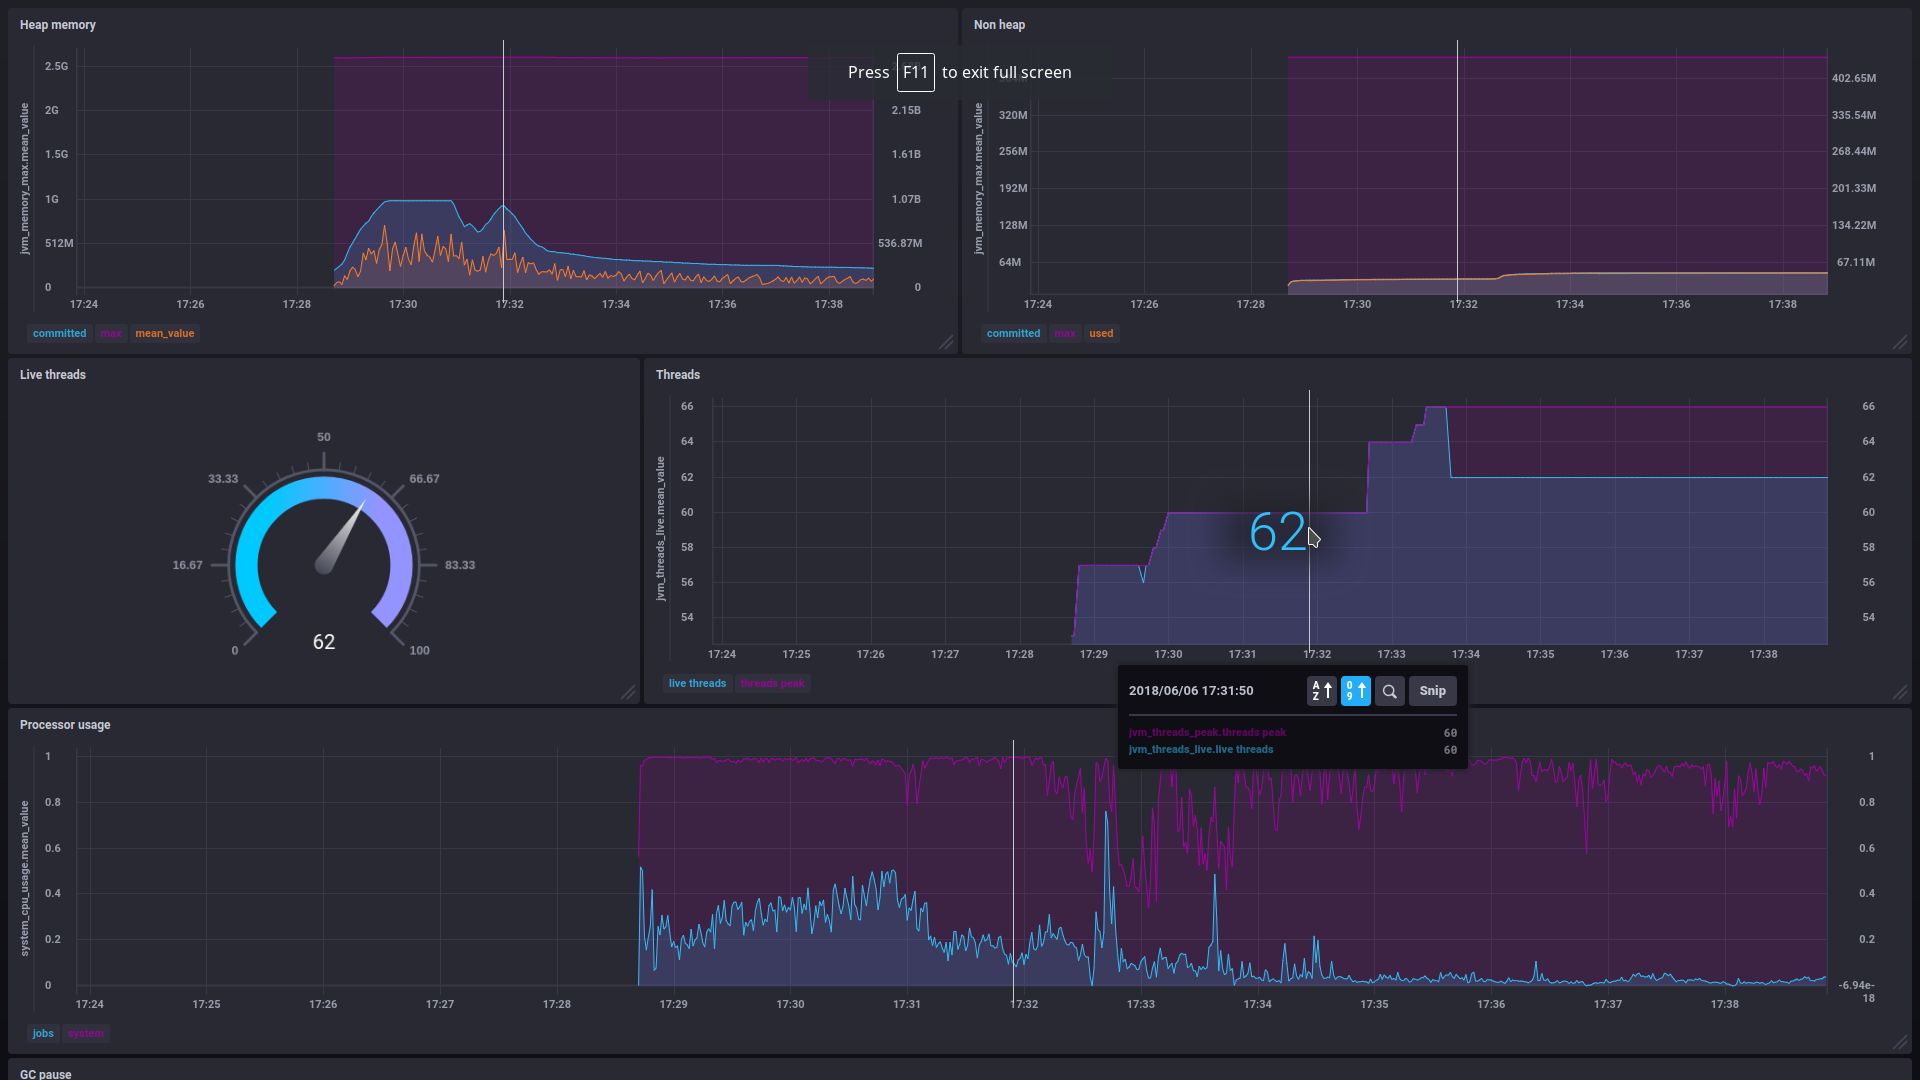 Heap memory
Non heap
Press F11 to exit full screen
jvm_memory_max.mean_value
2.5G
2G
1.5G
1G
512M
0
2.15B
1.61B
1.07B
536.87M
0
17:24 17:26 17:28 17:30 17:32 17:34 17:36 17:38
committed max mean_value
jvm_memory_max.mean_value
320M
256M
192M
128M
64M
402.65M
335.54M
268.44M
201.33M
134.22M
67.11M
17:24 17:26 17:28 17:30 17:32 17:34 17:36 17:38
committed max used
Live threads
0
16.67
33.33
50
66.67
83.33
100
62
Threads
jvm_threads_live.mean_value
66
64
62
60
58
56
54
62
66
64
62
60
58
56
54
17:24 17:25 17:26 17:27 17:28 17:29 17:30 17:31 17:32 17:33 17:34 17:35 17:36 17:37 17:38
live threads threads peak
2018/06/06 17:31:50 A Z 0 9 Snip
jvm_threads_peak.threads peak 60
jvm_threads_live.live threads 60
Processor usage
system_cpu_usage.mean_value
1
0.8
0.6
0.4
0.2
0
1
0.8
0.6
0.4
0.2
-6.94e-
18
17:24 17:25 17:26 17:27 17:28 17:29 17:30 17:31 17:32 17:33 17:34 17:35 17:36 17:37 17:38
jobs system
GC pause